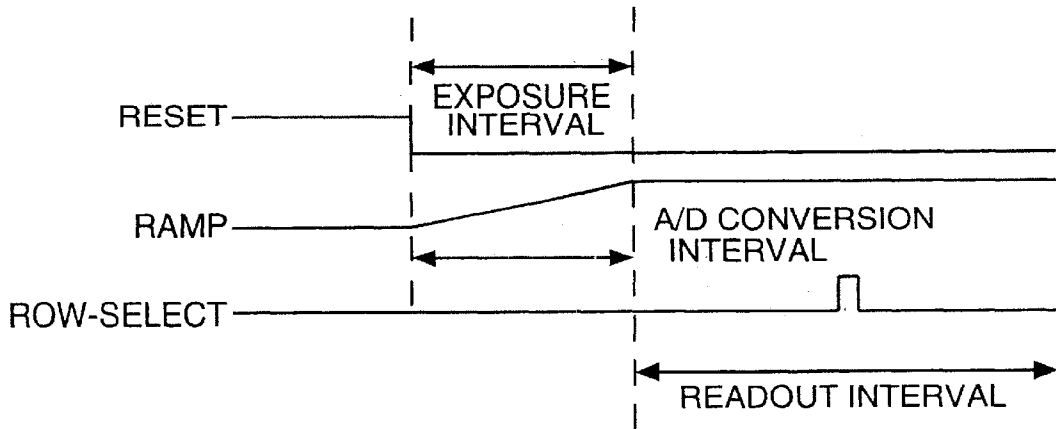 EXPOSURE
INTERVAL
RESET
RAMP
A/D CONVERSION
INTERVAL
ROW-SELECT
READOUT INTERVAL